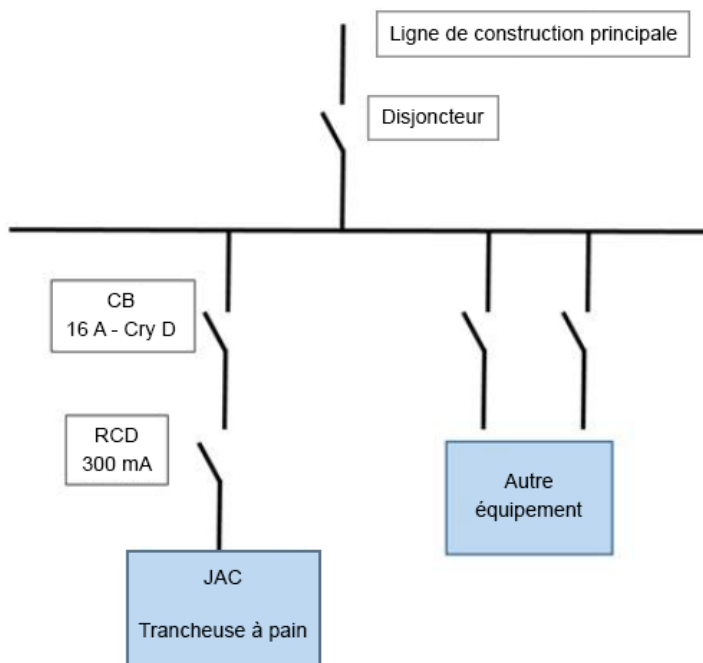 Ligne de construction principale
Disjoncteur
CB
16 A - Cry D
RCD
300 mA
Autre
équipement
JAC
Trancheuse à pain